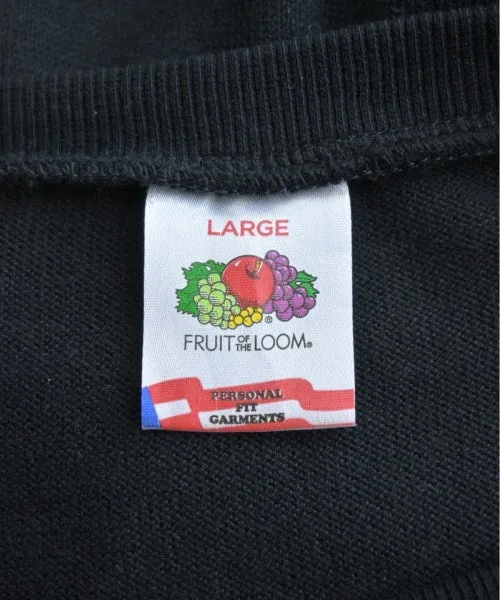 LARGE
®
FRUIT OF THE LOOM®
PERSONAL
FIT
GARMENTS